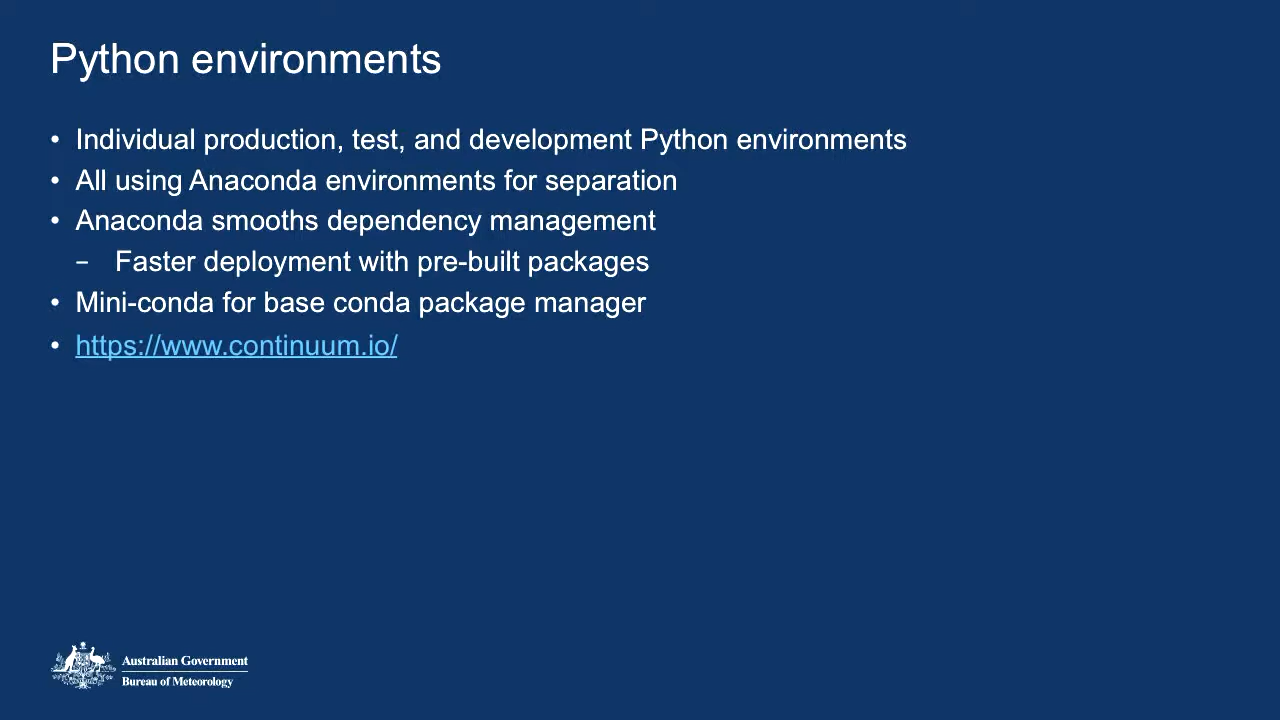 Python environments
• Individual production, test, and development Python environments
• All using Anaconda environments for separation
• Anaconda smooths dependency management
– Faster deployment with pre-built packages
• Mini-conda for base conda package manager
• https://www.continuum.io/
Australian Government
Bureau of Meteorology